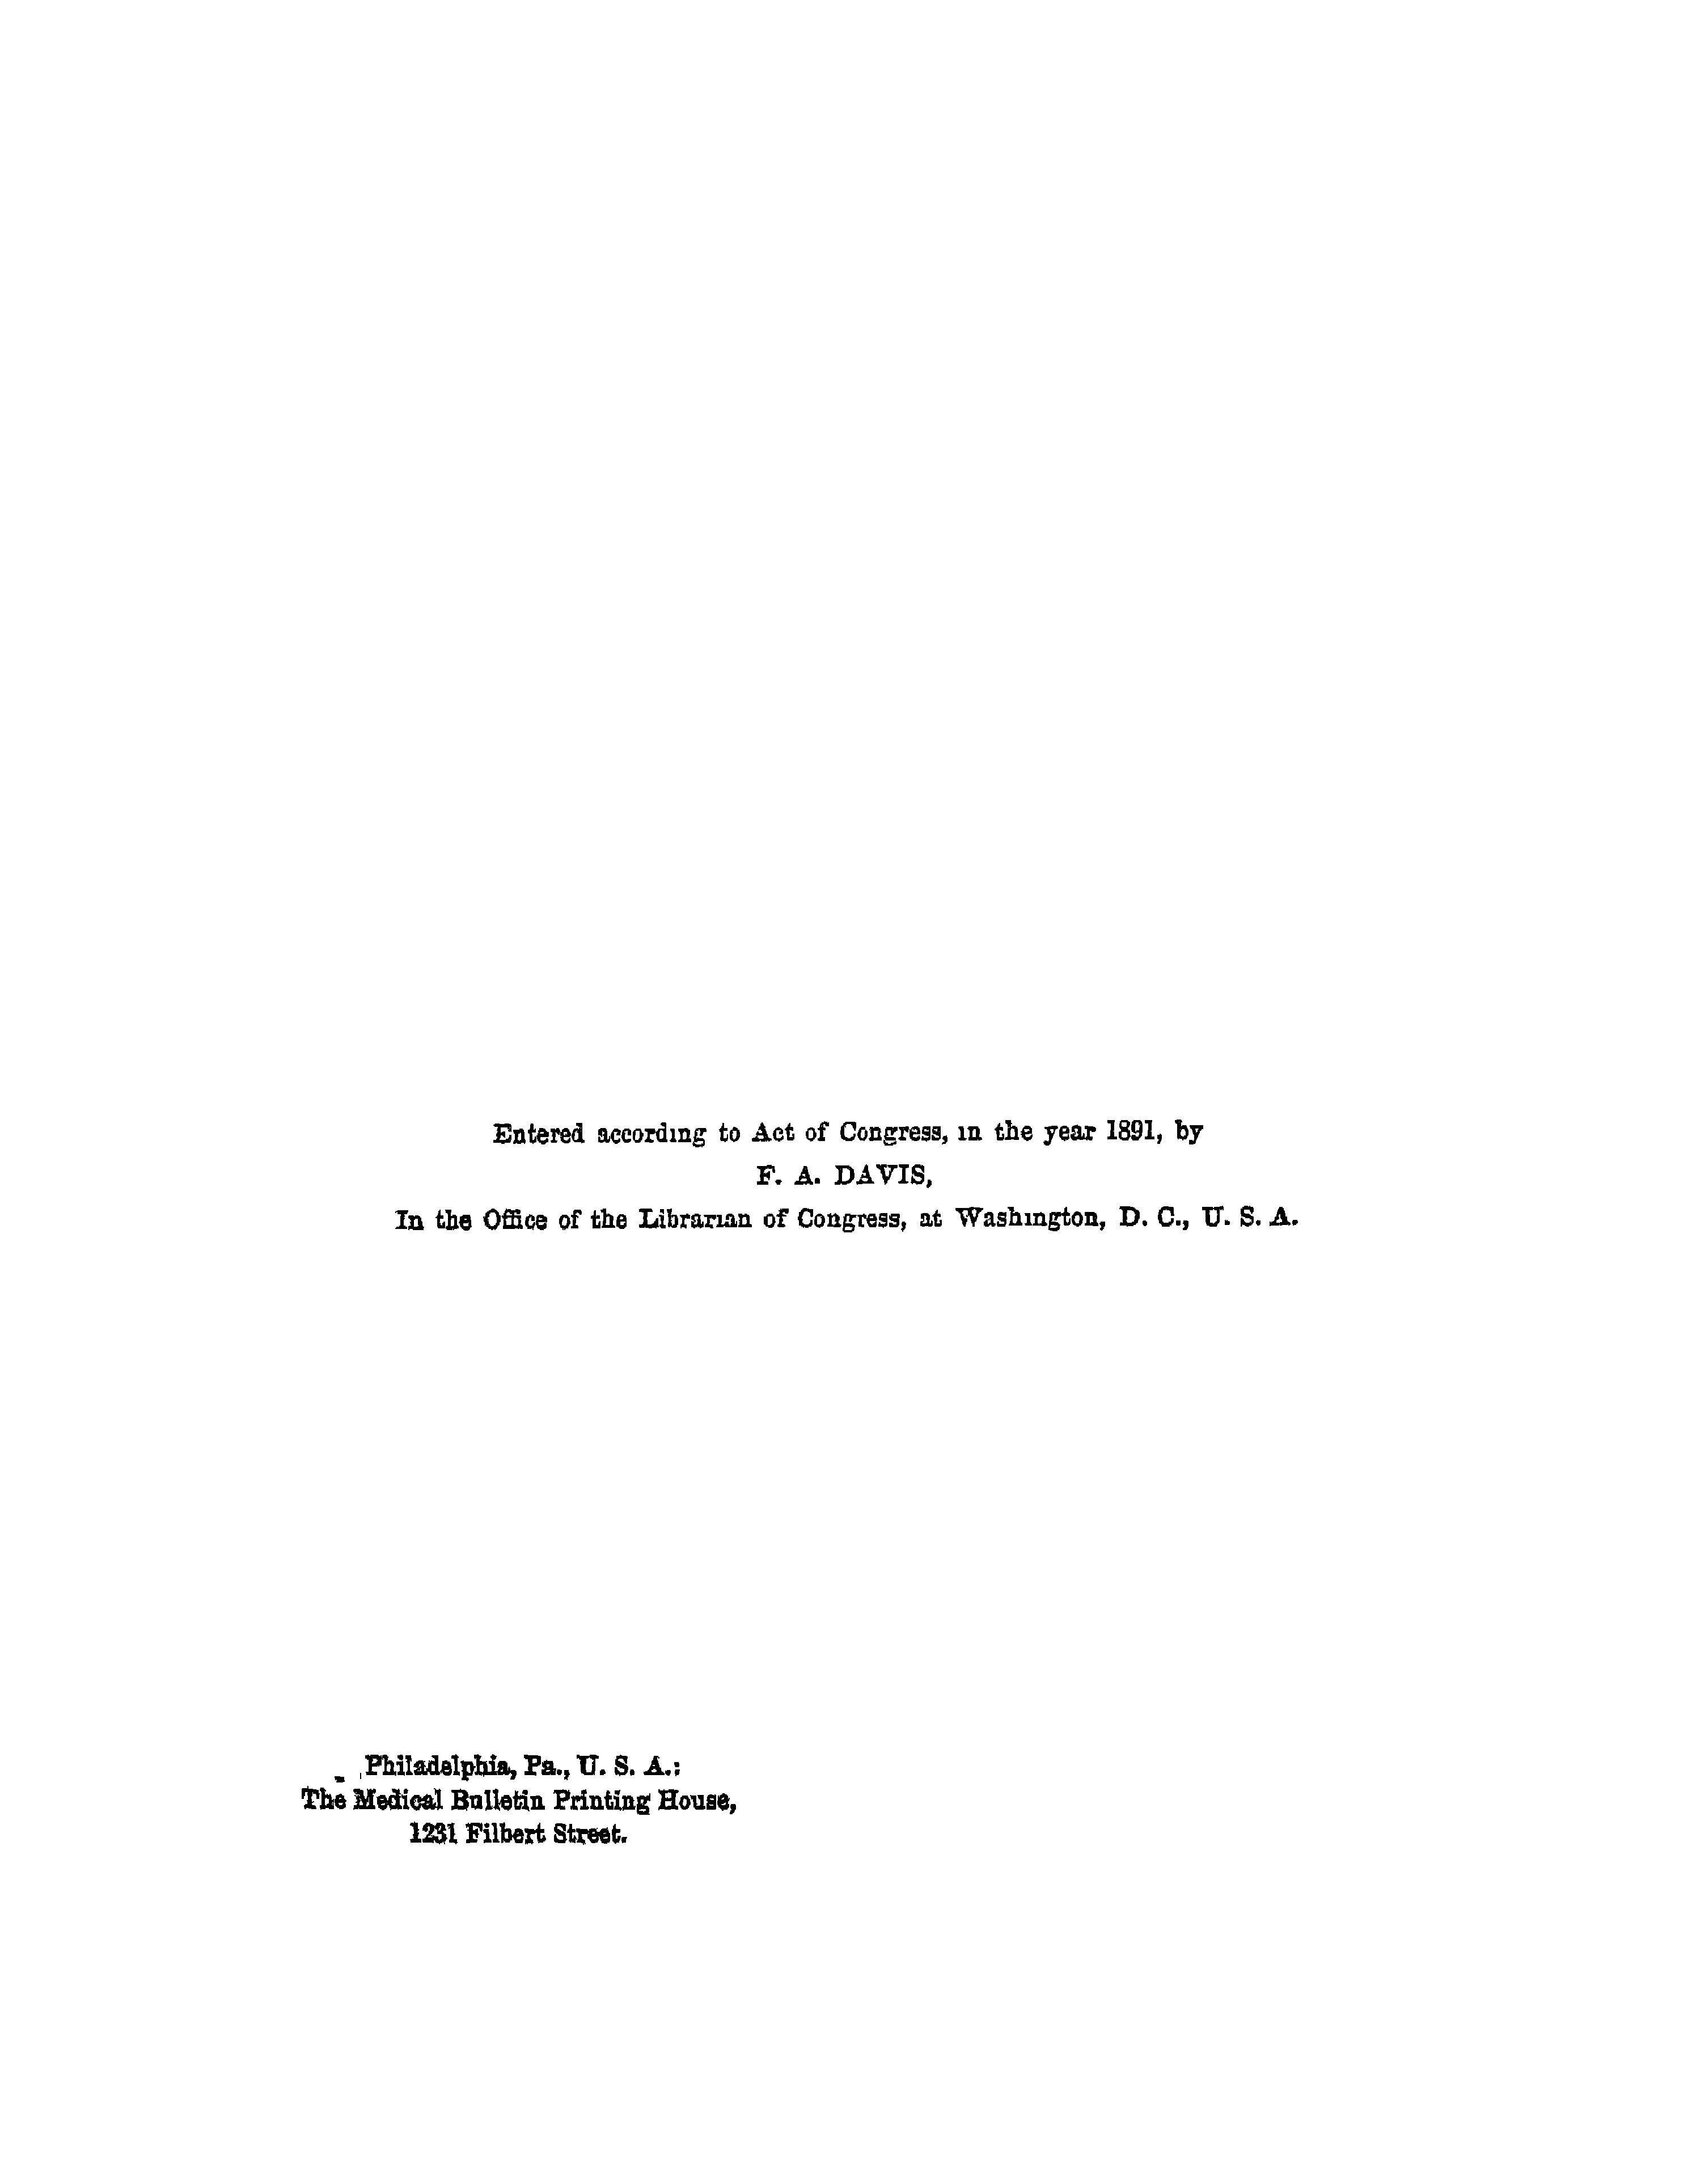 Entered according to Act of Congress, in the year 1891, by
F. A. DAVIS,
In the Office of the Librarian of Congress, at Washington, D. C., U. S. A.
Philadelphia, Pa., U. S. A.:
The Medical Bulletin Printing House,
1231 Filbert Street.